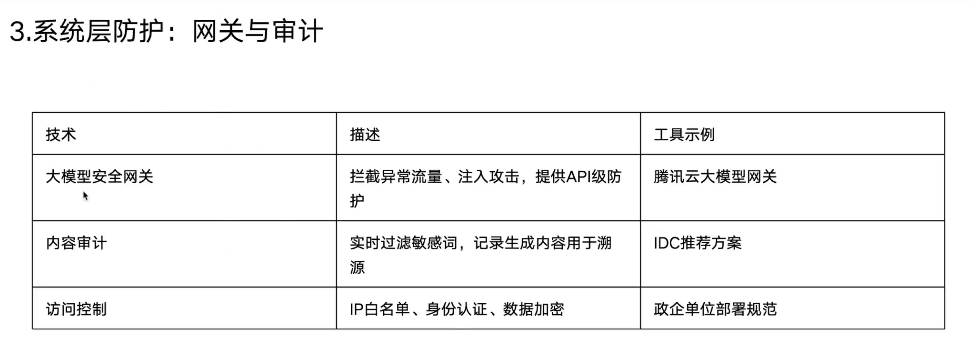 3.系统层防护：网关与审计
技术
描述
工具示例
大模型安全网关
拦截异常流量、注入攻击，提供API级防
护
腾讯云大模型网关
内容审计
实时过滤敏感词，记录生成内容用于溯
源
IDC推荐方案
访问控制
IP白名单、身份认证、数据加密
政企单位部署规范